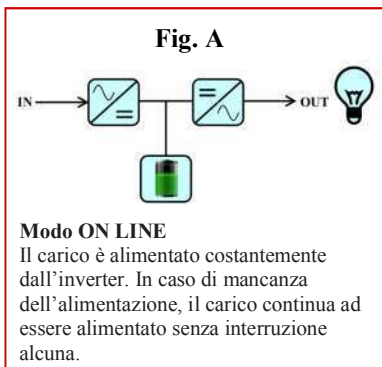 Fig. A
IN
OUT
Modo ON LINE
Il carico è alimentato costantemente
dall'inverter. In caso di mancanza
dell'alimentazione, il carico continua ad
essere alimentato senza interruzione
alcuna.